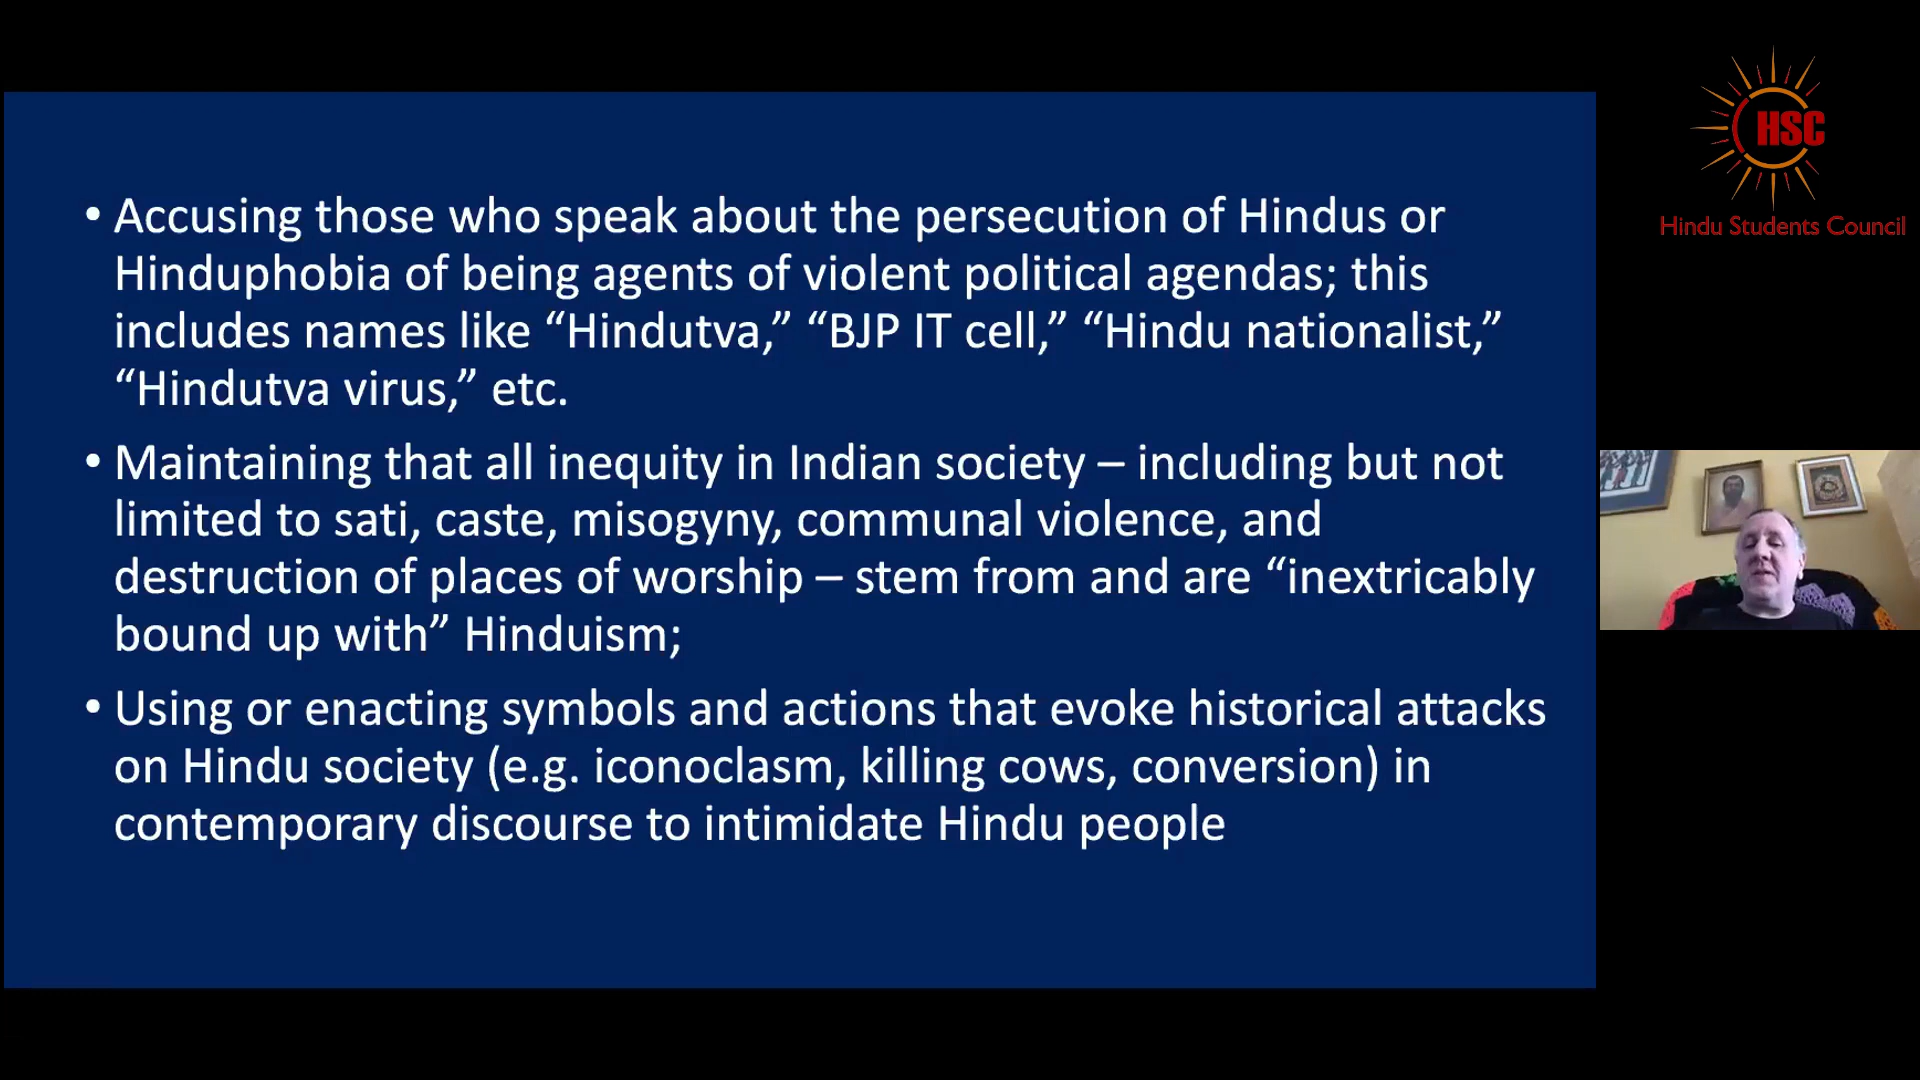 • Accusing those who speak about the persecution of Hindus or
Hinduphobia of being agents of violent political agendas; this
includes names like “Hindutva,” “BJP IT cell,” “Hindu nationalist,”
“Hindutva virus,” etc.
• Maintaining that all inequity in Indian society – including but not
limited to sati, caste, misogyny, communal violence, and
destruction of places of worship – stem from and are “inextricably
bound up with” Hinduism;
• Using or enacting symbols and actions that evoke historical attacks
on Hindu society (e.g. iconoclasm, killing cows, conversion) in
contemporary discourse to intimidate Hindu people
HSC
Hindu Students Council